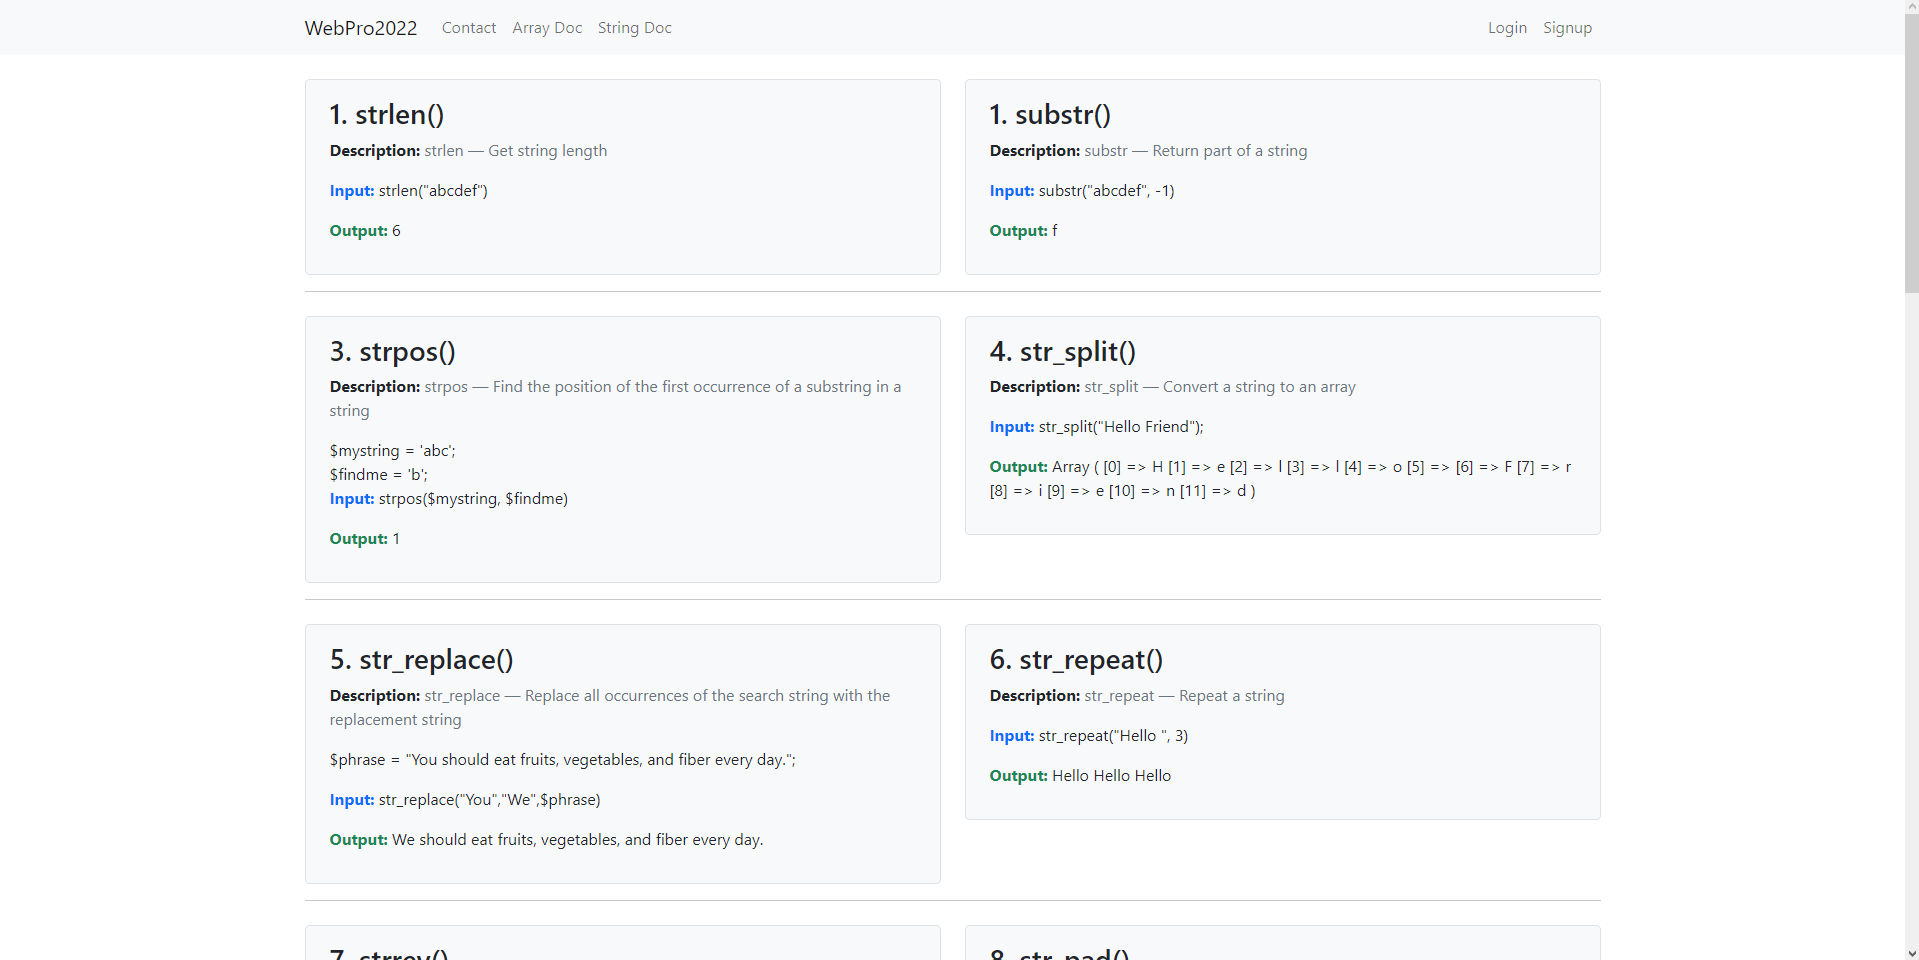 WebPro2022 Contact Array Doc String Doc Login Signup
1. strlen()
Description: strlen — Get string length
Input: strlen("abcdef")
Output: 6
1. substr()
Description: substr — Return part of a string
Input: substr("abcdef", -1)
Output: f
3. strpos()
Description: strpos — Find the position of the first occurrence of a substring in a
string
$mystring = 'abc';
$findme = 'b';
Input: strpos($mystring, $findme)
Output: 1
4. str_split()
Description: str_split — Convert a string to an array
Input: str_split("Hello Friend");
Output: Array ( [0] => H [1] => e [2] => l [3] => l [4] => o [5] => [6] => F [7] => r
[8] => i [9] => e [10] => n [11] => d )
5. str_replace()
Description: str_replace — Replace all occurrences of the search string with the
replacement string
$phrase = "You should eat fruits, vegetables, and fiber every day.";
Input: str_replace("You","We",$phrase)
Output: We should eat fruits, vegetables, and fiber every day.
6. str_repeat()
Description: str_repeat — Repeat a string
Input: str_repeat("Hello ", 3)
Output: Hello Hello Hello
7. strrev()
8. str_pad()